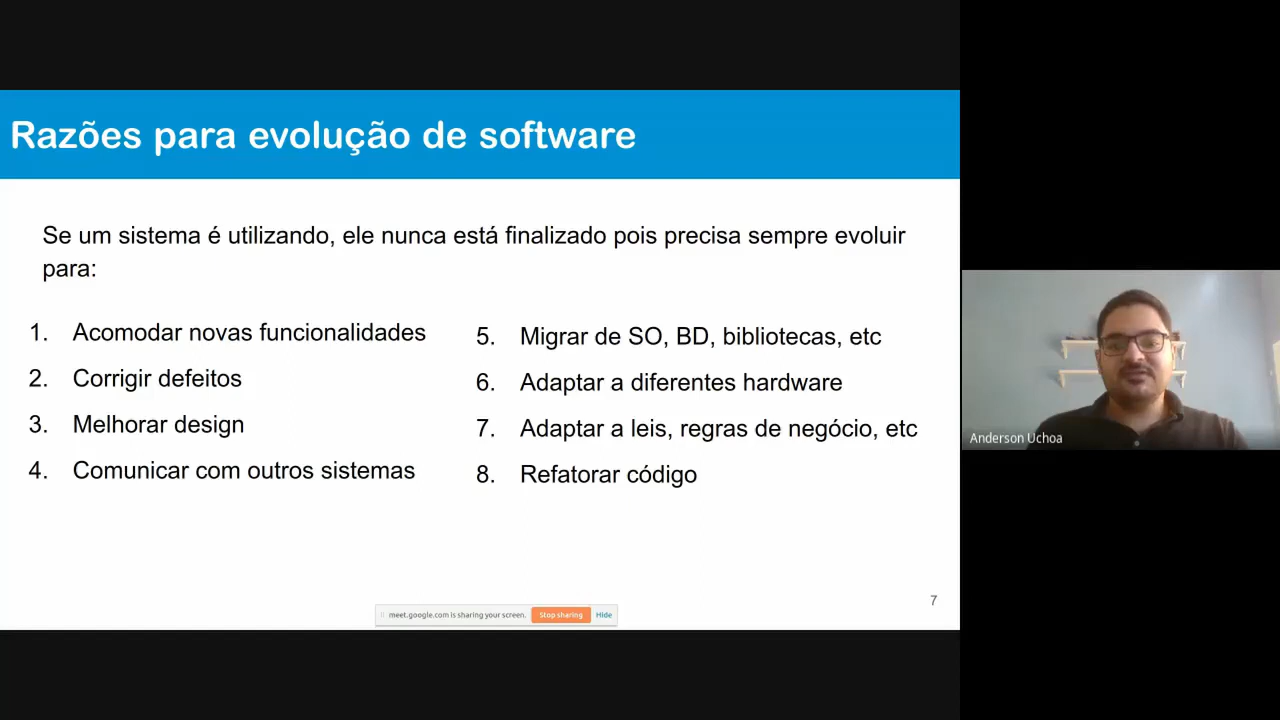 Razões para evolução de software
Se um sistema é utilizando, ele nunca está finalizado pois precisa sempre evoluir
para:
1. Acomodar novas funcionalidades
2. Corrigir defeitos
3. Melhorar design
4. Comunicar com outros sistemas
5. Migrar de SO, BD, bibliotecas, etc
6. Adaptar a diferentes hardware
7. Adaptar a leis, regras de negócio, etc
8. Refatorar código
7
meet.google.com is sharing your screen. Stop sharing Hide
Anderson Uchoa